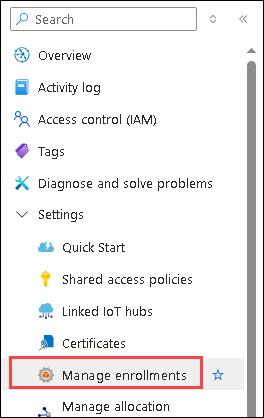 Search
Overview
Activity log
Access control (IAM)
Tags
Diagnose and solve problems
Settings
Quick Start
Shared access policies
Linked IoT hubs
Certificates
Manage enrollments
Manage allocation